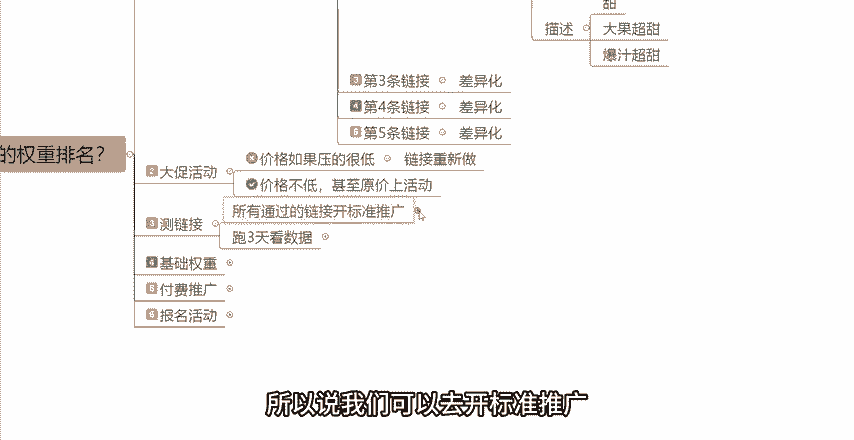 甜
描述
大果超甜
爆汁超甜
3 第3条链接
差异化
4 第4条链接
差异化
5 第5条链接
差异化
的权重排名？
2 大促活动
价格如果压的很低
链接重新做
价格不低，甚至原价上活动
3 测链接
所有通过的链接开标准推广
跑3天看数据
4 基础权重
5 付费推广
6 报名活动
所以说我们可以去开标准推广